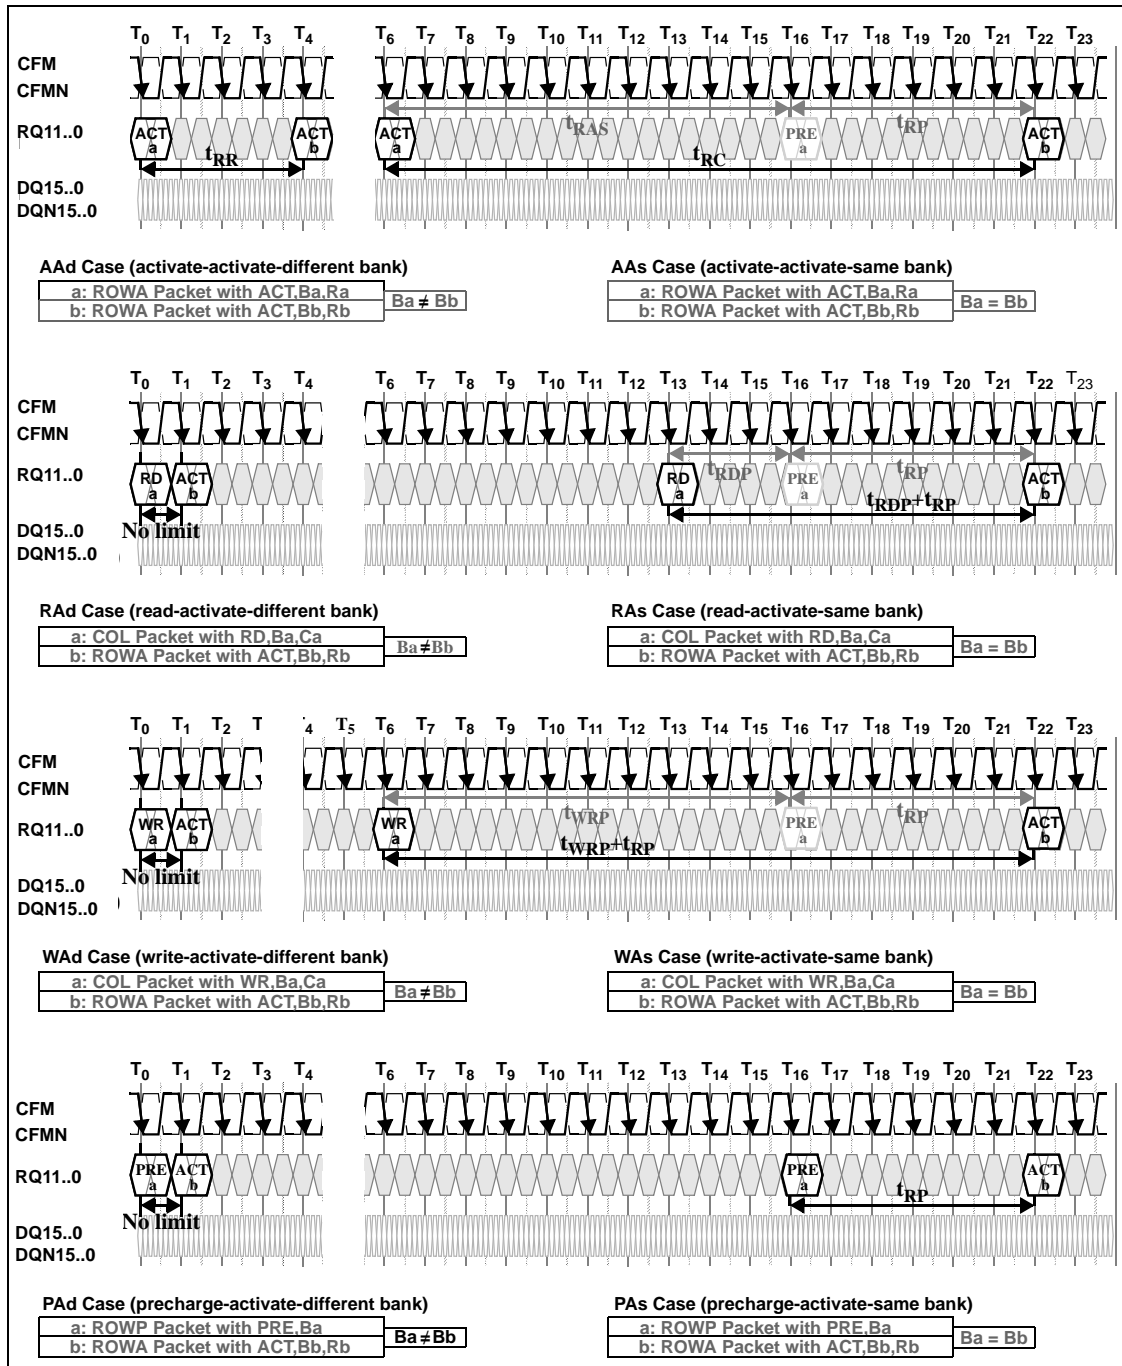 T0 T1 T2 T3 T4 T6 T7 T8 T9 T10 T11 T12 T13 T14 T15 T16 T17 T18 T19 T20 T21 T22 T23
CFM
CFMN
tRAS tRP
RQ11..0 ACT a ACT b ACT a PRE a ACT b
tRR tRC
DQ15..0
DQN15..0
AAd Case (activate-activate-different bank) AAs Case (activate-activate-same bank)
a: ROWA Packet with ACT,Ba,Ra a: ROWA Packet with ACT,Ba,Ra
Ba ≠ Bb Ba = Bb
b: ROWA Packet with ACT,Bb,Rb b: ROWA Packet with ACT,Bb,Rb
T0 T1 T2 T3 T4 T6 T7 T8 T9 T10 T11 T12 T13 T14 T15 T16 T17 T18 T19 T20 T21 T22 T23
CFM
CFMN
tRDP tRP
RQ11..0 RD a ACT b RD a PRE a ACT b
tRDP+tRP
No limit
DQ15..0
DQN15..0
RAd Case (read-activate-different bank) RAs Case (read-activate-same bank)
a: COL Packet with RD,Ba,Ca a: COL Packet with RD,Ba,Ca
Ba≠Bb Ba = Bb
b: ROWA Packet with ACT,Bb,Rb b: ROWA Packet with ACT,Bb,Rb
T0 T1 T2 T 4 T5 T6 T7 T8 T9 T10 T11 T12 T13 T14 T15 T16 T17 T18 T19 T20 T21 T22 T23
CFM
CFMN
tWRP tRP
RQ11..0 WR a ACT b WR a PRE a ACT b
tWRP+tRP
No limit
DQ15..0
DQN15..0
WAd Case (write-activate-different bank) WAs Case (write-activate-same bank)
a: COL Packet with WR,Ba,Ca a: COL Packet with WR,Ba,Ca
Ba≠Bb Ba = Bb
b: ROWA Packet with ACT,Bb,Rb b: ROWA Packet with ACT,Bb,Rb
T0 T1 T2 T3 T4 T6 T7 T8 T9 T10 T11 T12 T13 T14 T15 T16 T17 T18 T19 T20 T21 T22 T23
CFM
CFMN
RQ11..0 PRE a ACT b PRE a ACT b
tRP
No limit
DQ15..0
DQN15..0
PAd Case (precharge-activate-different bank) PAs Case (precharge-activate-same bank)
a: ROWP Packet with PRE,Ba a: ROWP Packet with PRE,Ba
Ba≠Bb Ba = Bb
b: ROWA Packet with ACT,Bb,Rb b: ROWA Packet with ACT,Bb,Rb